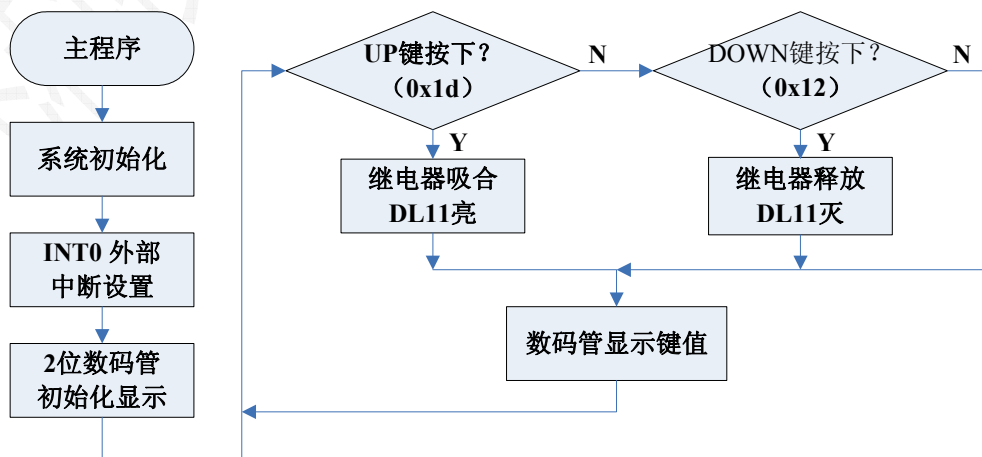 主程序
系统初始化
INT0 外部
中断设置
2位数码管
初始化显示
UP键按下？
（0x1d）
N
Y
继电器吸合
DL11亮
DOWN键按下？
（0x12）
N
Y
继电器释放
DL11灭
数码管显示键值